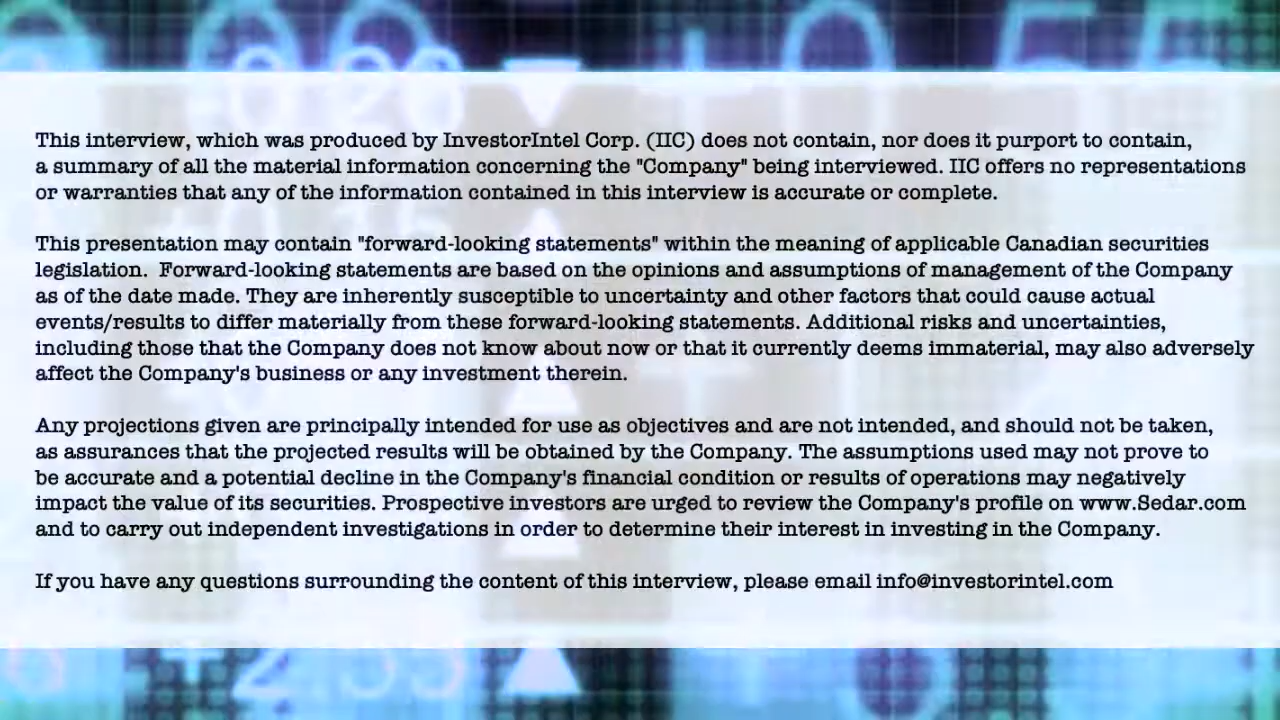 0.26
+0.55
This interview, which was produced by InvestorIntel Corp. (IIC) does not contain, nor does it purport to contain,
a summary of all the material information concerning the "Company" being interviewed. IIC offers no representations
or warranties that any of the information contained in this interview is accurate or complete.
This presentation may contain "forward-looking statements" within the meaning of applicable Canadian securities
legislation.  Forward-looking statements are based on the opinions and assumptions of management of the Company
as of the date made. They are inherently susceptible to uncertainty and other factors that could cause actual
events/results to differ materially from these forward-looking statements. Additional risks and uncertainties,
including those that the Company does not know about now or that it currently deems immaterial, may also adversely
affect the Company's business or any investment therein.
Any projections given are principally intended for use as objectives and are not intended, and should not be taken,
as assurances that the projected results will be obtained by the Company. The assumptions used may not prove to
be accurate and a potential decline in the Company's financial condition or results of operations may negatively
impact the value of its securities. Prospective investors are urged to review the Company's profile on www.Sedar.com
and to carry out independent investigations in order to determine their interest in investing in the Company.
If you have any questions surrounding the content of this interview, please email info@investorintel.com
+2.55